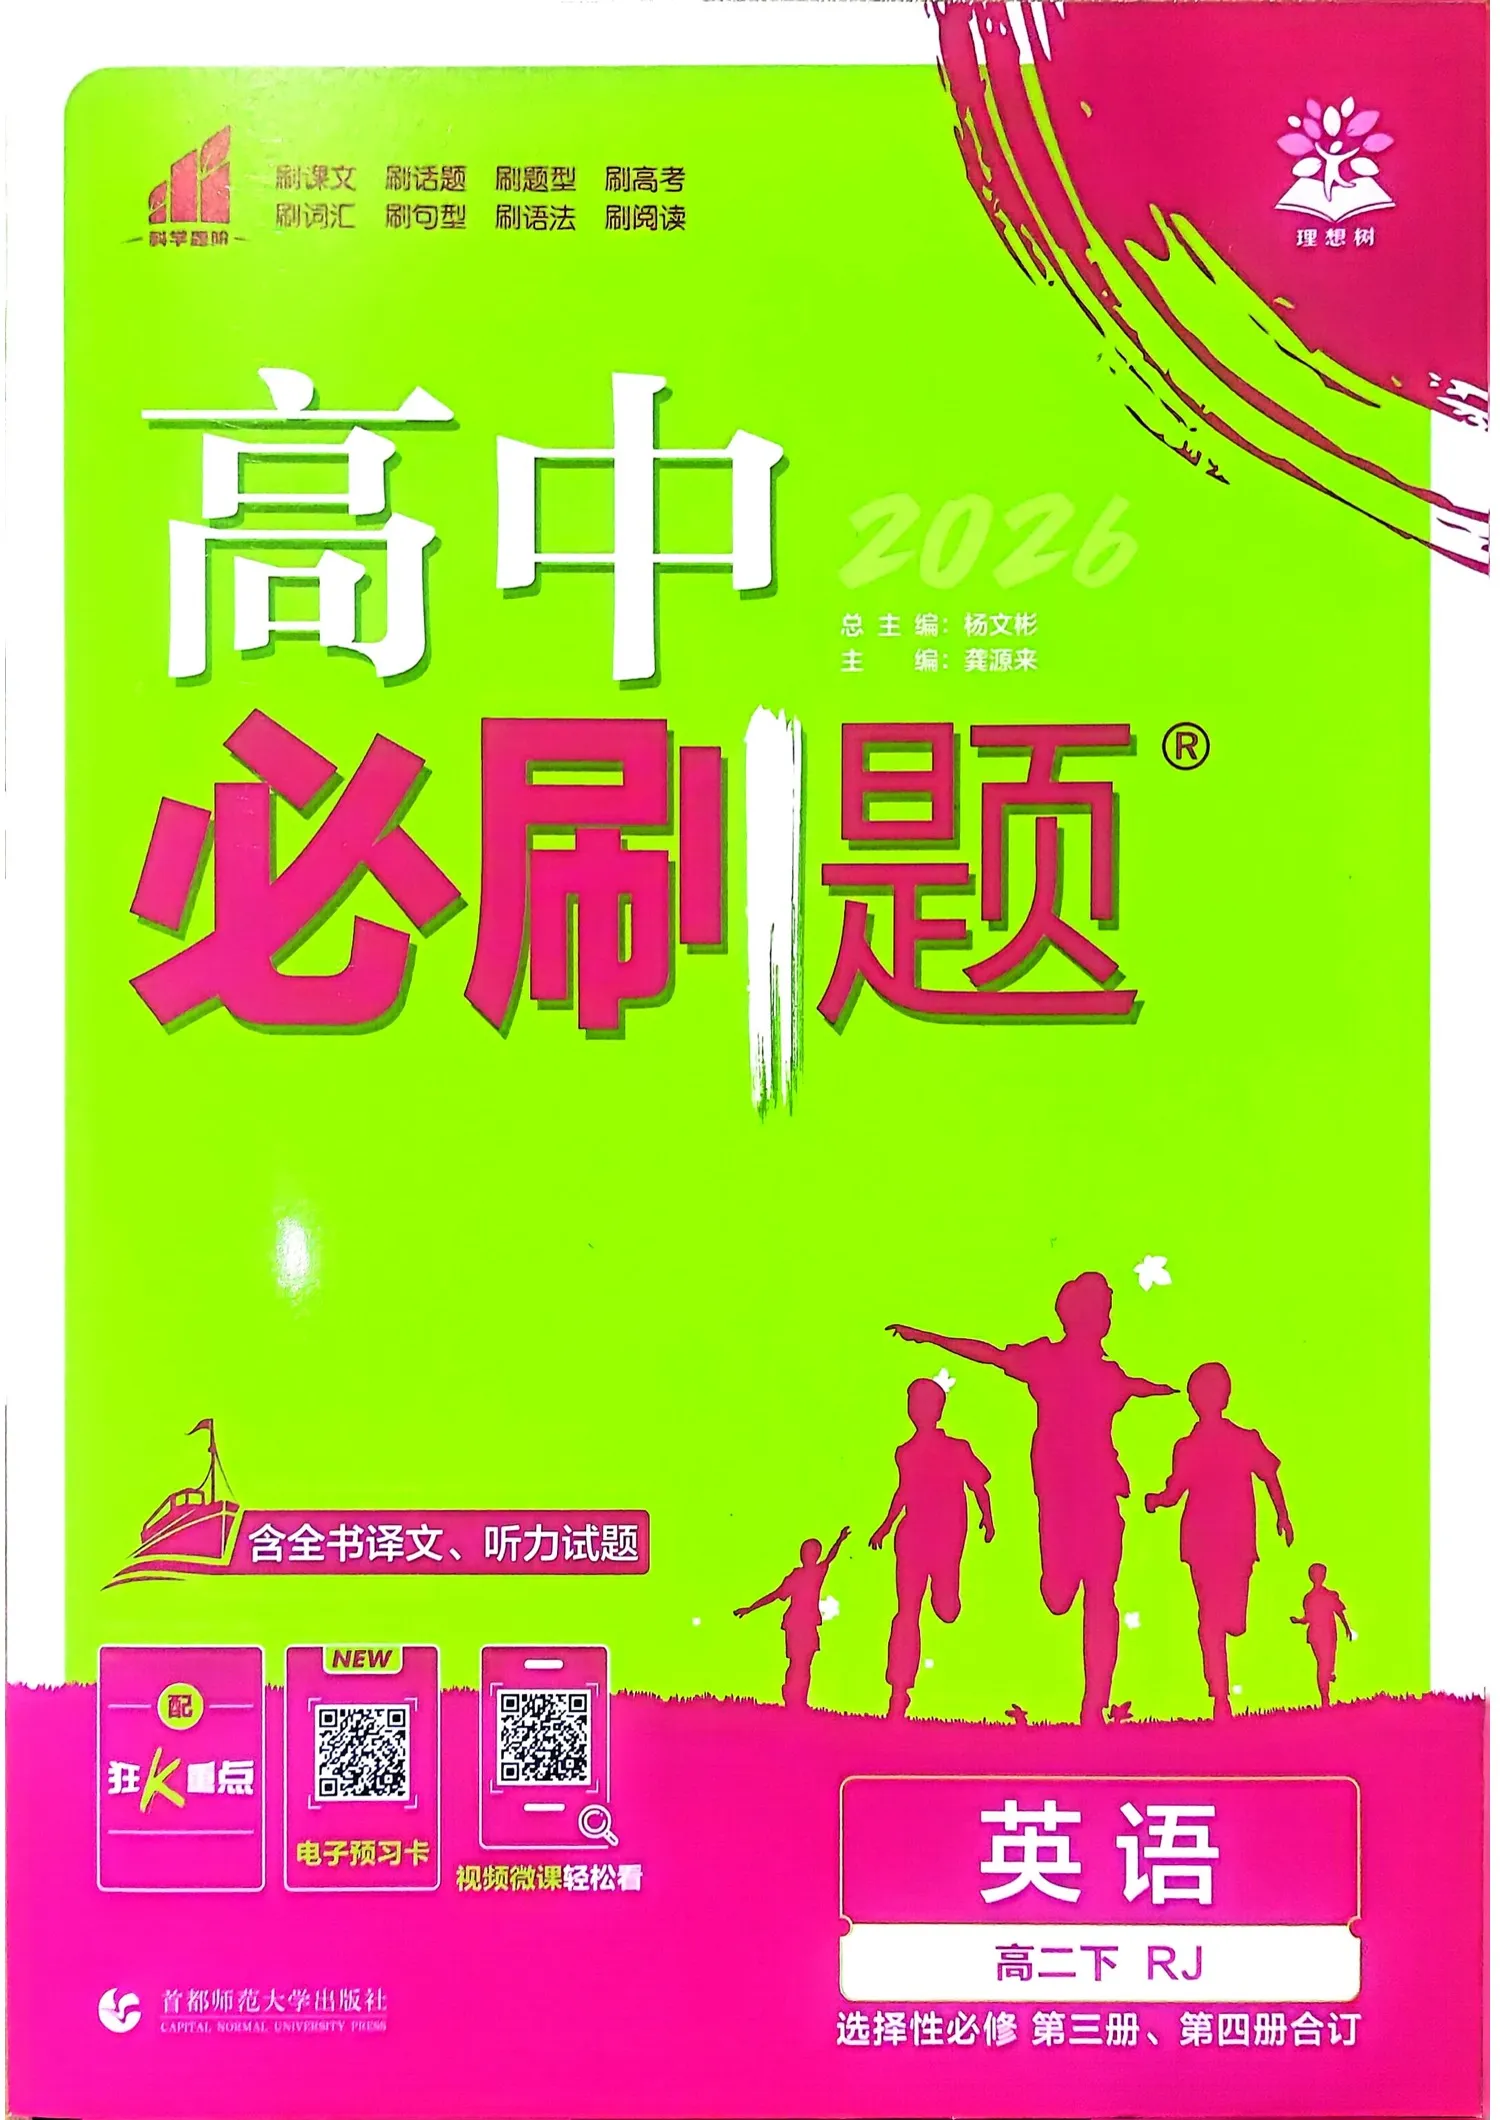 刷课文 刷话题 刷题型 刷高考
刷词汇 刷句型 刷语法 刷阅读
科学重阶
理想树
高中
2026
总主编：杨文彬
主编：龚源来
必刷题®
含全书译文、听力试题
配
狂K重点
NEW
电子预习卡
视频微课轻松看
英语
高二下 RJ
选择性必修 第三册、第四册合订
首都师范大学出版社
CAPITAL NORMAL UNIVERSITY PRESS